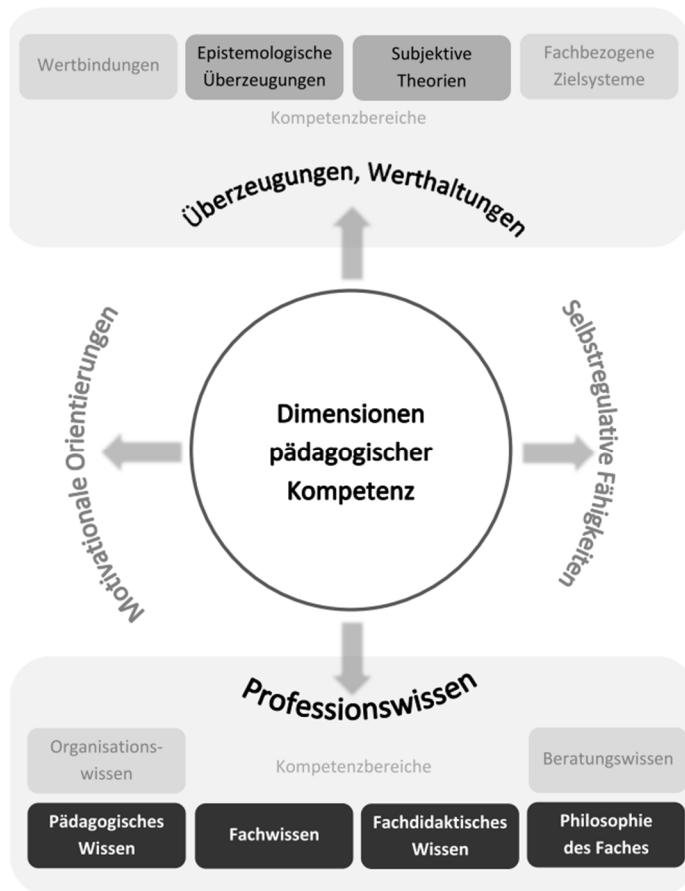 Wertbindungen
Epistemologische
Überzeugungen
Subjektive
Theorien
Fachbezogene
Zielsysteme
Kompetenzbereiche
Überzeugungen, Werthaltungen
Motivationale Orientierungen
Dimensionen
pädagogischer
Kompetenz
Selbstregulative Fähigkeiten
Professionswissen
Organisations-
wissen
Kompetenzbereiche
Beratungswissen
Pädagogisches
Wissen
Fachwissen
Fachdidaktisches
Wissen
Philosophie
des Faches